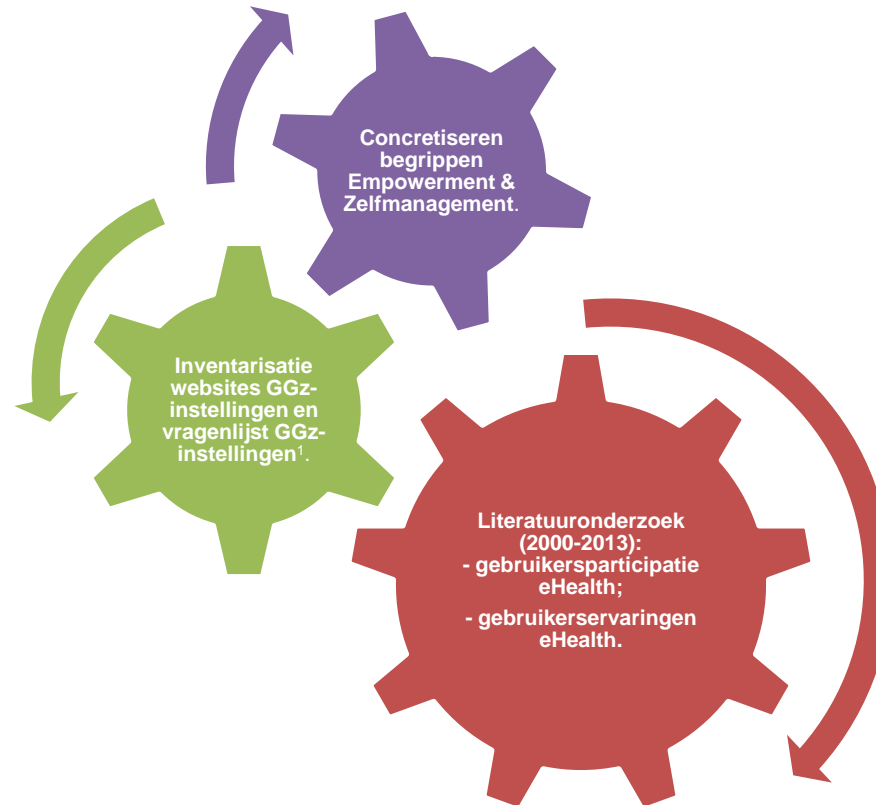 Concretiseren
begrippen
Empowerment &
Zelfmanagement.
Inventarisatie
websites GGz-
instellingen en
vragenlijst GGz-
instellingen¹.
Literatuuronderzoek
(2000-2013):
- gebruikersparticipatie
eHealth;
- gebruikerservaringen
eHealth.